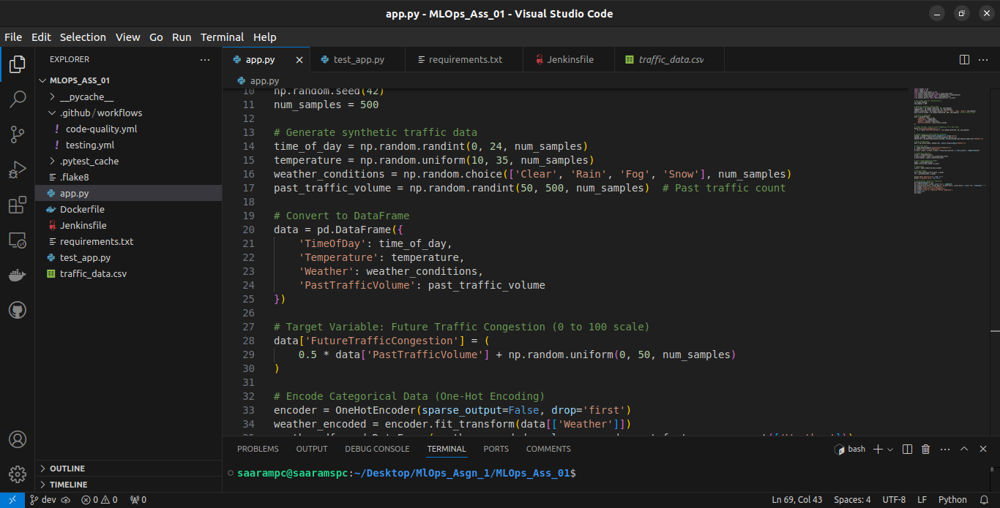 app.py - MLOps_Ass_01 - Visual Studio Code
File Edit Selection View Go Run Terminal Help
EXPLORER
MLOPS_ASS_01
__pycache__
.github/workflows
code-quality.yml
testing.yml
.pytest_cache
.flake8
app.py
Dockerfile
Jenkinsfile
requirements.txt
test_app.py
traffic_data.csv
OUTLINE
TIMELINE
app.py test_app.py requirements.txt Jenkinsfile traffic_data.csv
app.py
10 np.random.seed(42)
11 num_samples = 500
12
13 # Generate synthetic traffic data
14 time_of_day = np.random.randint(0, 24, num_samples)
15 temperature = np.random.uniform(10, 35, num_samples)
16 weather_conditions = np.random.choice(['Clear', 'Rain', 'Fog', 'Snow'], num_samples)
17 past_traffic_volume = np.random.randint(50, 500, num_samples)  # Past traffic count
18
19 # Convert to DataFrame
20 data = pd.DataFrame({
21     'TimeOfDay': time_of_day,
22     'Temperature': temperature,
23     'Weather': weather_conditions,
24     'PastTrafficVolume': past_traffic_volume
25 })
26
27 # Target Variable: Future Traffic Congestion (0 to 100 scale)
28 data['FutureTrafficCongestion'] = (
29     0.5 * data['PastTrafficVolume'] + np.random.uniform(0, 50, num_samples)
30 )
31
32 # Encode Categorical Data (One-Hot Encoding)
33 encoder = OneHotEncoder(sparse_output=False, drop='first')
34 weather_encoded = encoder.fit_transform(data[['Weather']])
PROBLEMS OUTPUT DEBUG CONSOLE TERMINAL PORTS COMMENTS
bash
saarampc@saaramspc:~/Desktop/MlOps_Asgn_1/MLOps_Ass_01$
dev 0 0 0 Ln 69, Col 43 Spaces: 4 UTF-8 LF Python